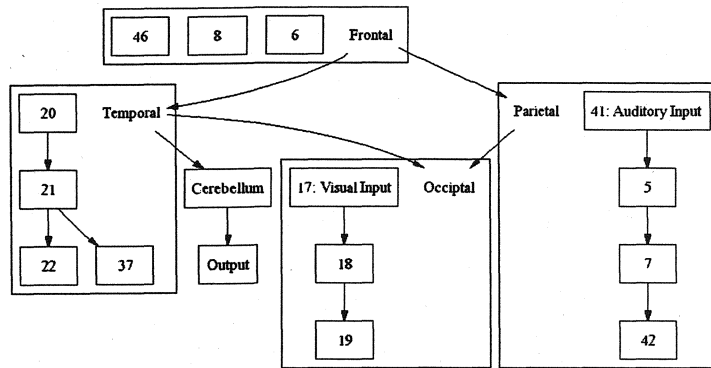 46 8 6 Frontal
20 Temporal
Parietal 41: Auditory Input
21 Cerebellum 17: Visual Input Occiptal 5
22 37 Output 18 7
19 42